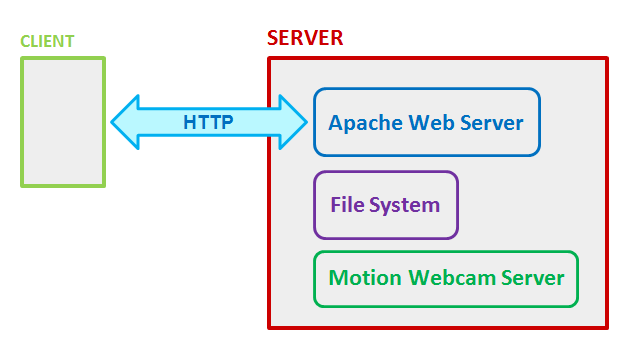 CLIENT
SERVER
HTTP
Apache Web Server
File System
Motion Webcam Server